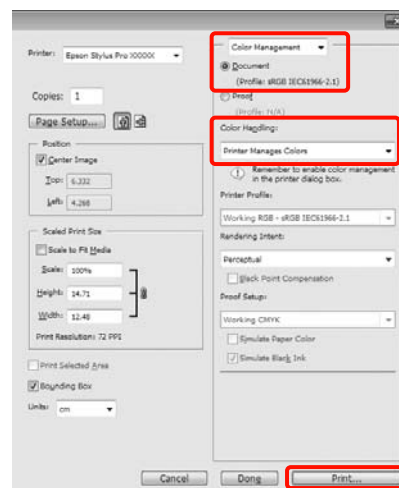 Printer: Epson Stylus Pro XXXXX
Copies: 1
Page Setup...
Position
Center Image
Top: 6.332
Left: 4.268
Scaled Print Size
Scale to Fit Media
Scale: 100%
Height: 14.71
Width: 12.48
Print Resolution: 72 PPI
Print Selected Area
Bounding Box
Units: cm
Color Management
Document
(Profile: sRGB IEC61966-2.1)
Proof
(Profile: N/A)
Color Handling:
Printer Manages Colors
Remember to enable color management
in the printer dialog box.
Printer Profile:
Working RGB - sRGB IEC61966-2.1
Rendering Intent:
Perceptual
Black Point Compensation
Proof Setup:
Working CMYK
Simulate Paper Color
Simulate Black Ink
Cancel
Done
Print...